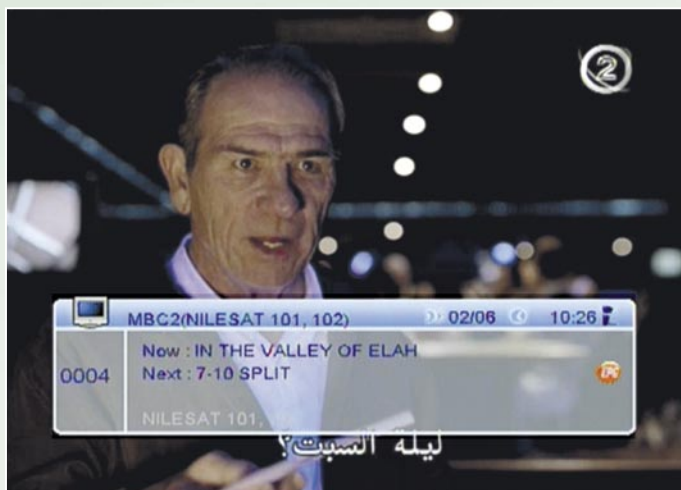 2
MBC2(NILESAT 101, 102) 02/06 10:26
Now : IN THE VALLEY OF ELAH
0004
Next : 7-10 SPLIT
EPG
NILESAT 101,
ليلة السبت؟